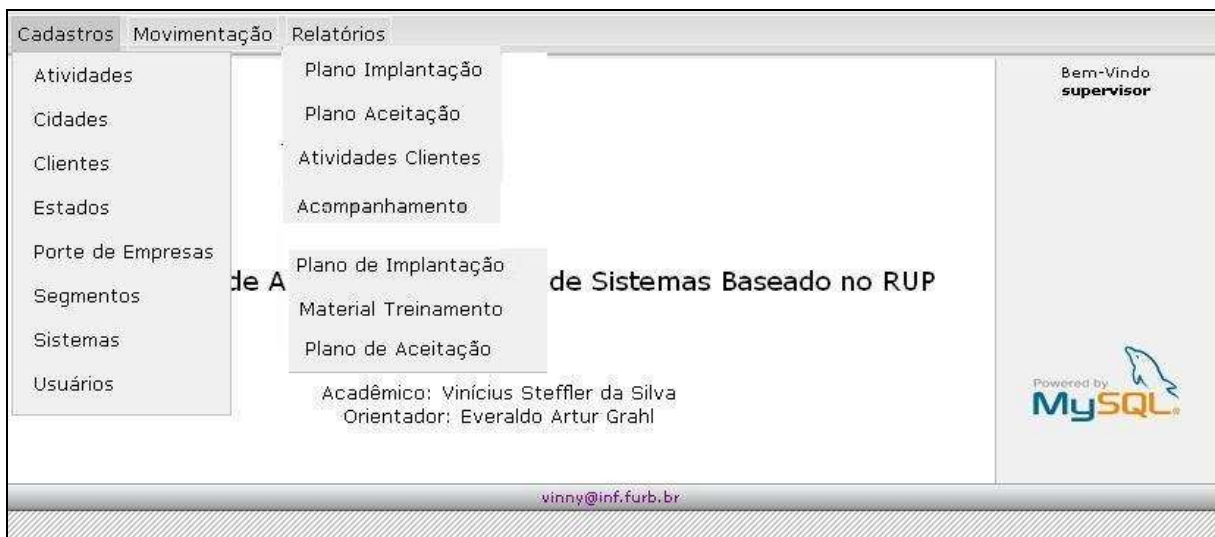 Cadastros Movimentação Relatórios
Atividades
Cidades
Clientes
Estados
Porte de Empresas
Segmentos
Sistemas
Usuários
Plano Implantação
Plano Aceitação
Atividades Clientes
Acompanhamento
Plano de Implantação
Material Treinamento
Plano de Aceitação
Bem-Vindo
supervisor
de A de Sistemas Baseado no RUP
Acadêmico: Vinícius Steffler da Silva
Orientador: Everaldo Artur Grahl
Powered by
MySQL
vinny@inf.furb.br